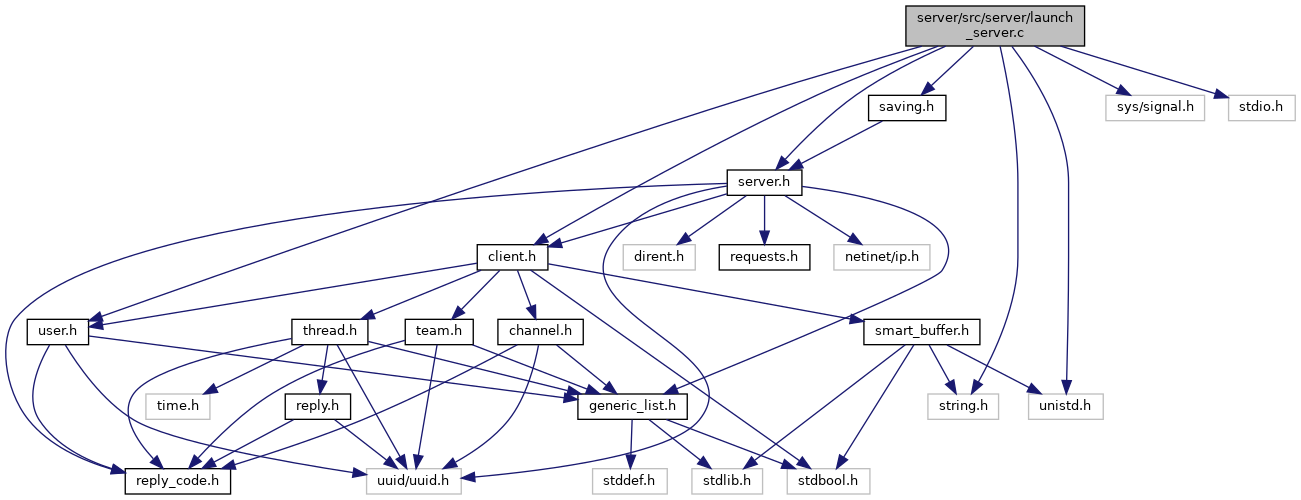 server/src/server/launch
_server.c
saving.h
sys/signal.h
stdio.h
server.h
client.h
dirent.h
requests.h
netinet/ip.h
user.h
thread.h
team.h
channel.h
smart_buffer.h
time.h
reply.h
generic_list.h
string.h
unistd.h
reply_code.h
uuid/uuid.h
stddef.h
stdlib.h
stdbool.h